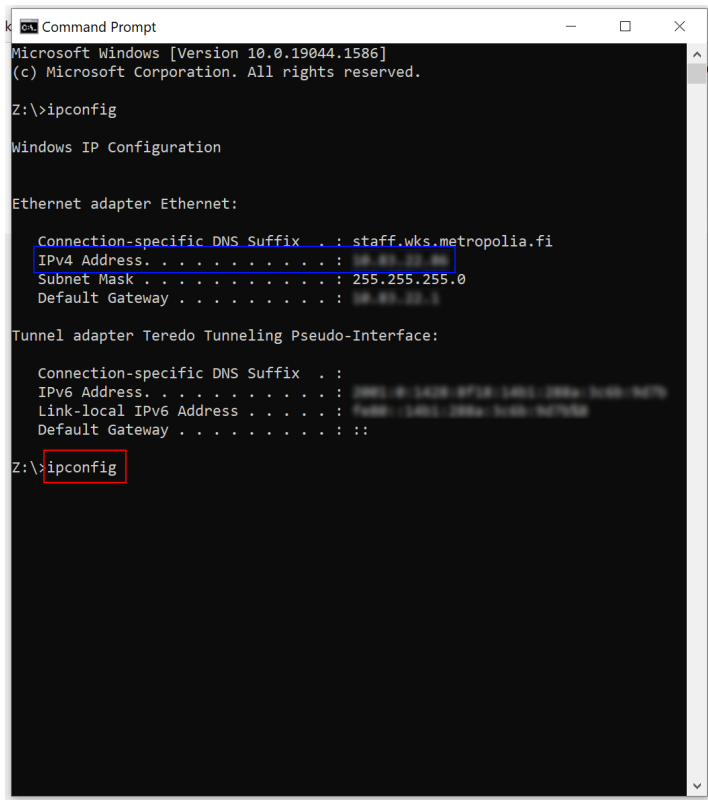 Command Prompt
Microsoft Windows [Version 10.0.19044.1586]
(c) Microsoft Corporation. All rights reserved.
Z:\>ipconfig
Windows IP Configuration
Ethernet adapter Ethernet:
Connection-specific DNS Suffix  . : staff.wks.metropolia.fi
IPv4 Address. . . . . . . . . . . :
Subnet Mask . . . . . . . . . . . : 255.255.255.0
Default Gateway . . . . . . . . . :
Tunnel adapter Teredo Tunneling Pseudo-Interface:
Connection-specific DNS Suffix  . :
IPv6 Address. . . . . . . . . . . :
Link-local IPv6 Address . . . . . :
Default Gateway . . . . . . . . . : ::
Z:\>ipconfig